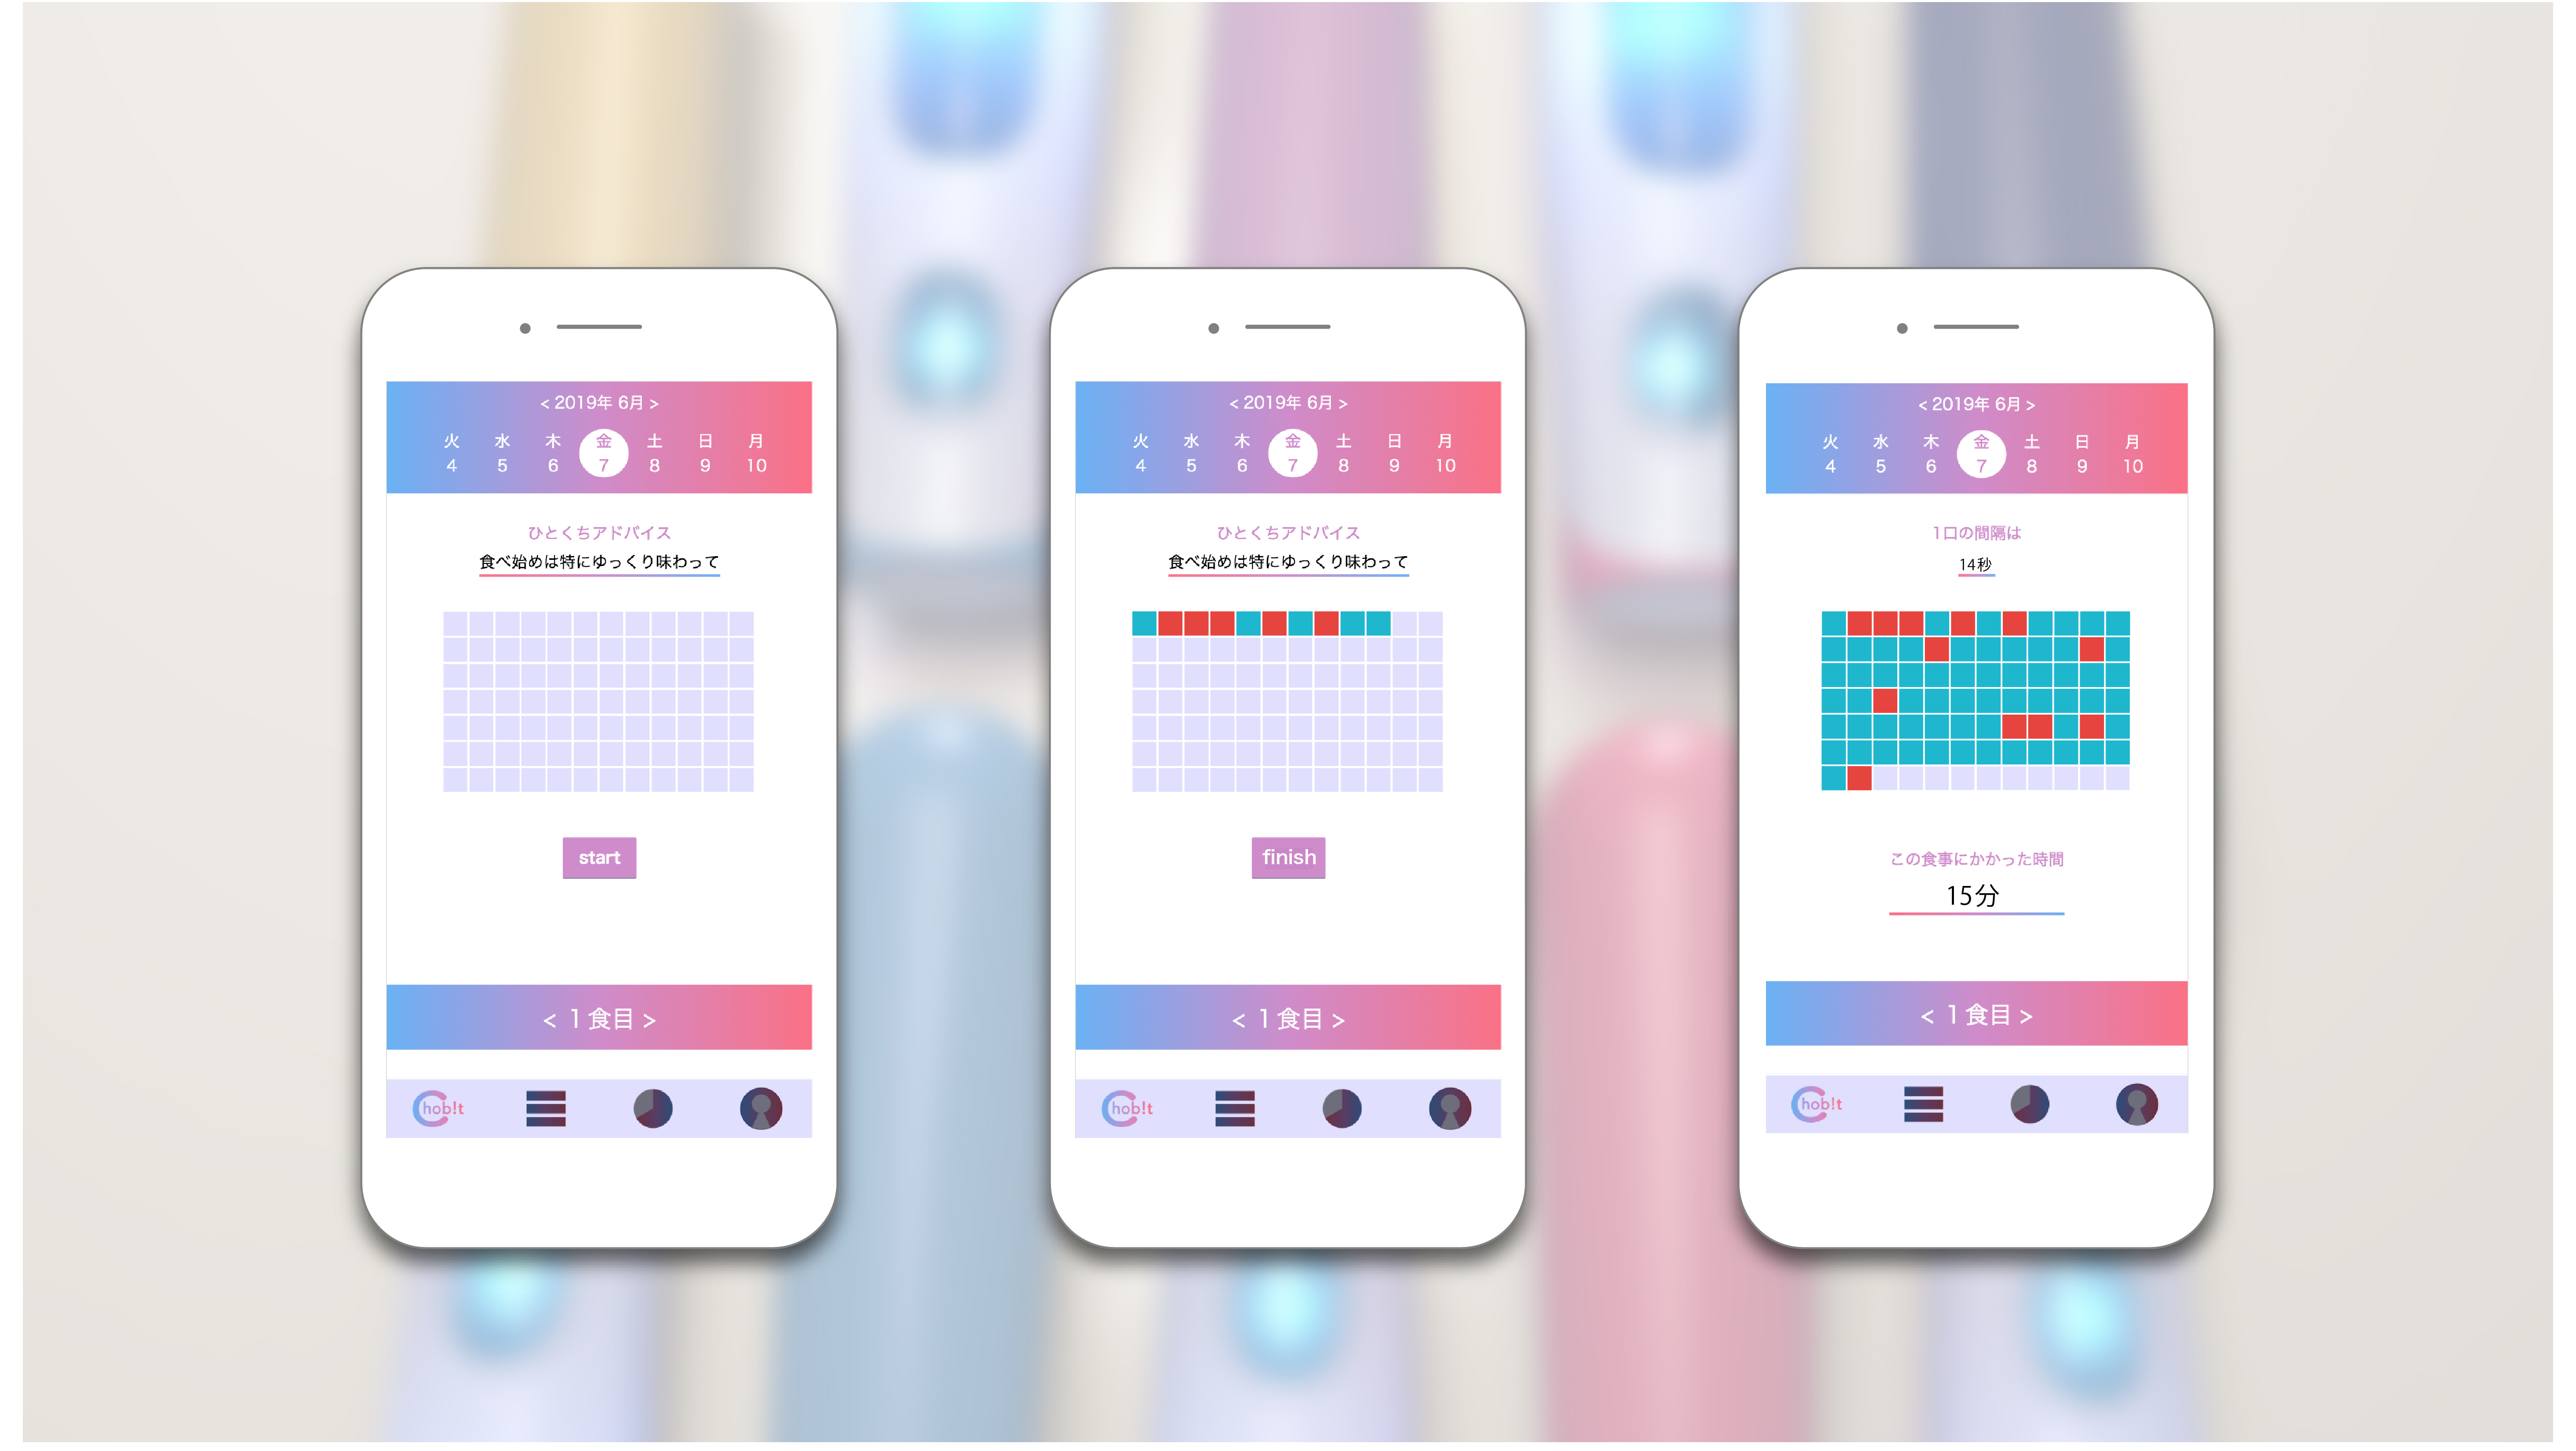 < 2019年 6月 >
火 水 木 金 土 日 月
4 5 6 7 8 9 10
ひとくちアドバイス
食べ始めは特にゆっくり味わって
start
< 1 食目 >
Chob!t
< 2019年 6月 >
火 水 木 金 土 日 月
4 5 6 7 8 9 10
ひとくちアドバイス
食べ始めは特にゆっくり味わって
finish
< 1 食目 >
Chob!t
< 2019年 6月 >
火 水 木 金 土 日 月
4 5 6 7 8 9 10
1口の間隔は
14秒
この食事にかかった時間
15分
< 1 食目 >
Chob!t